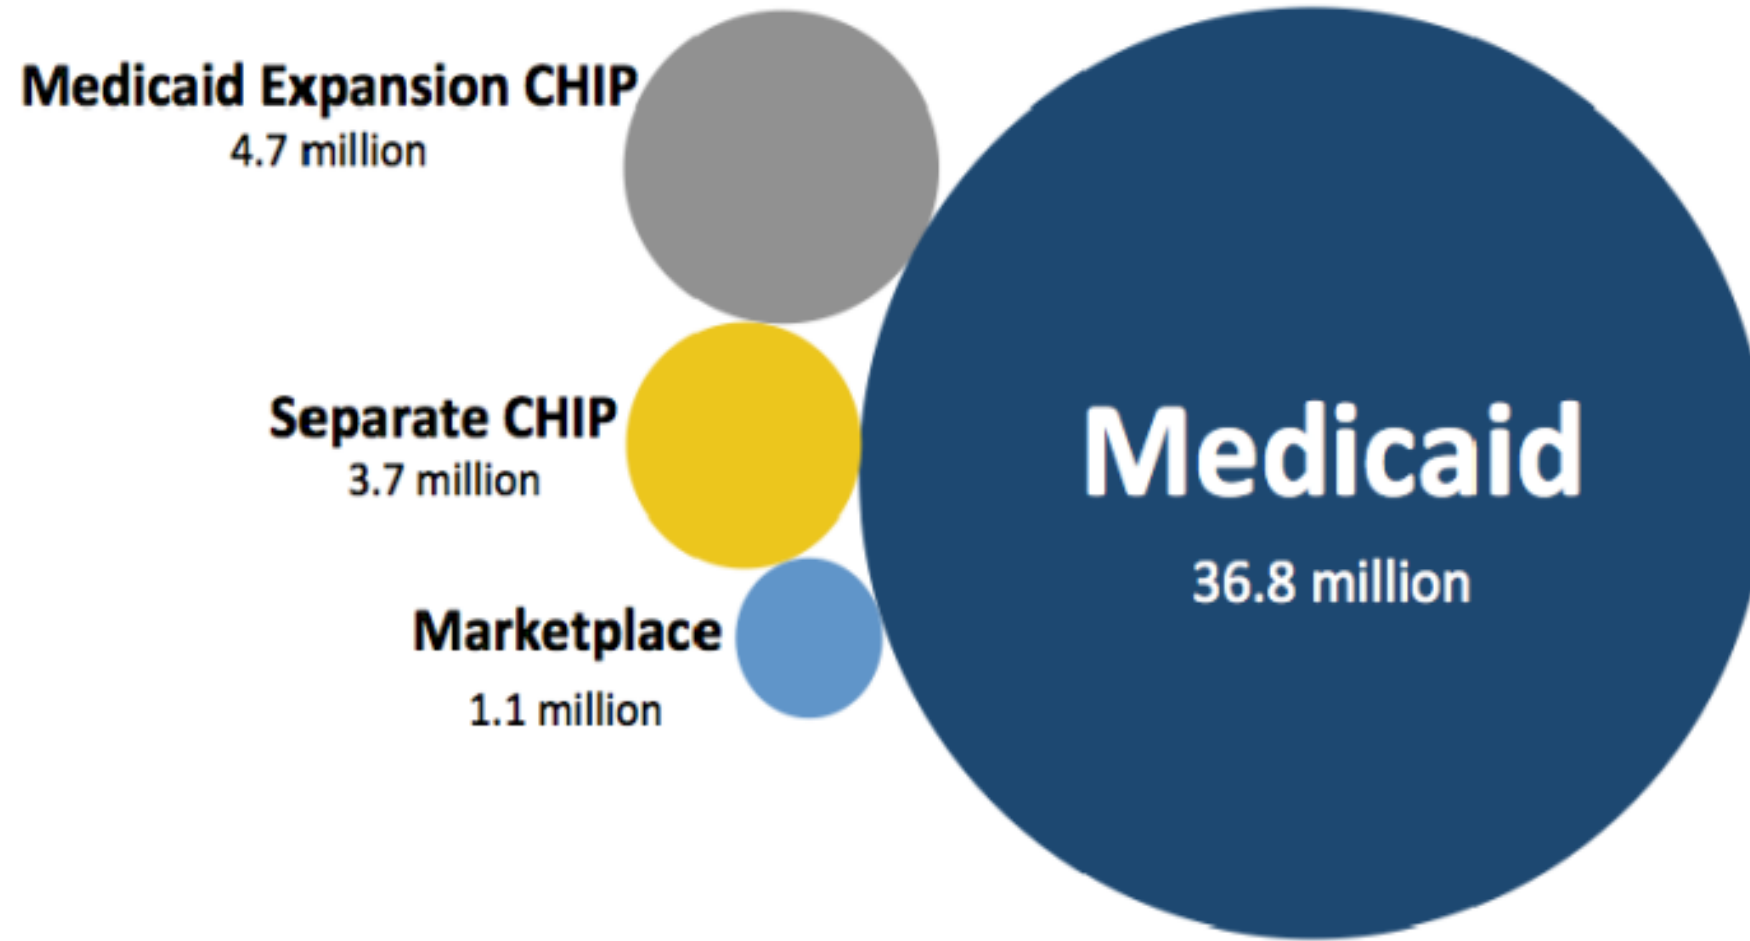 Medicaid Expansion CHIP
4.7 million
Separate CHIP
3.7 million
Marketplace
1.1 million
Medicaid
36.8 million